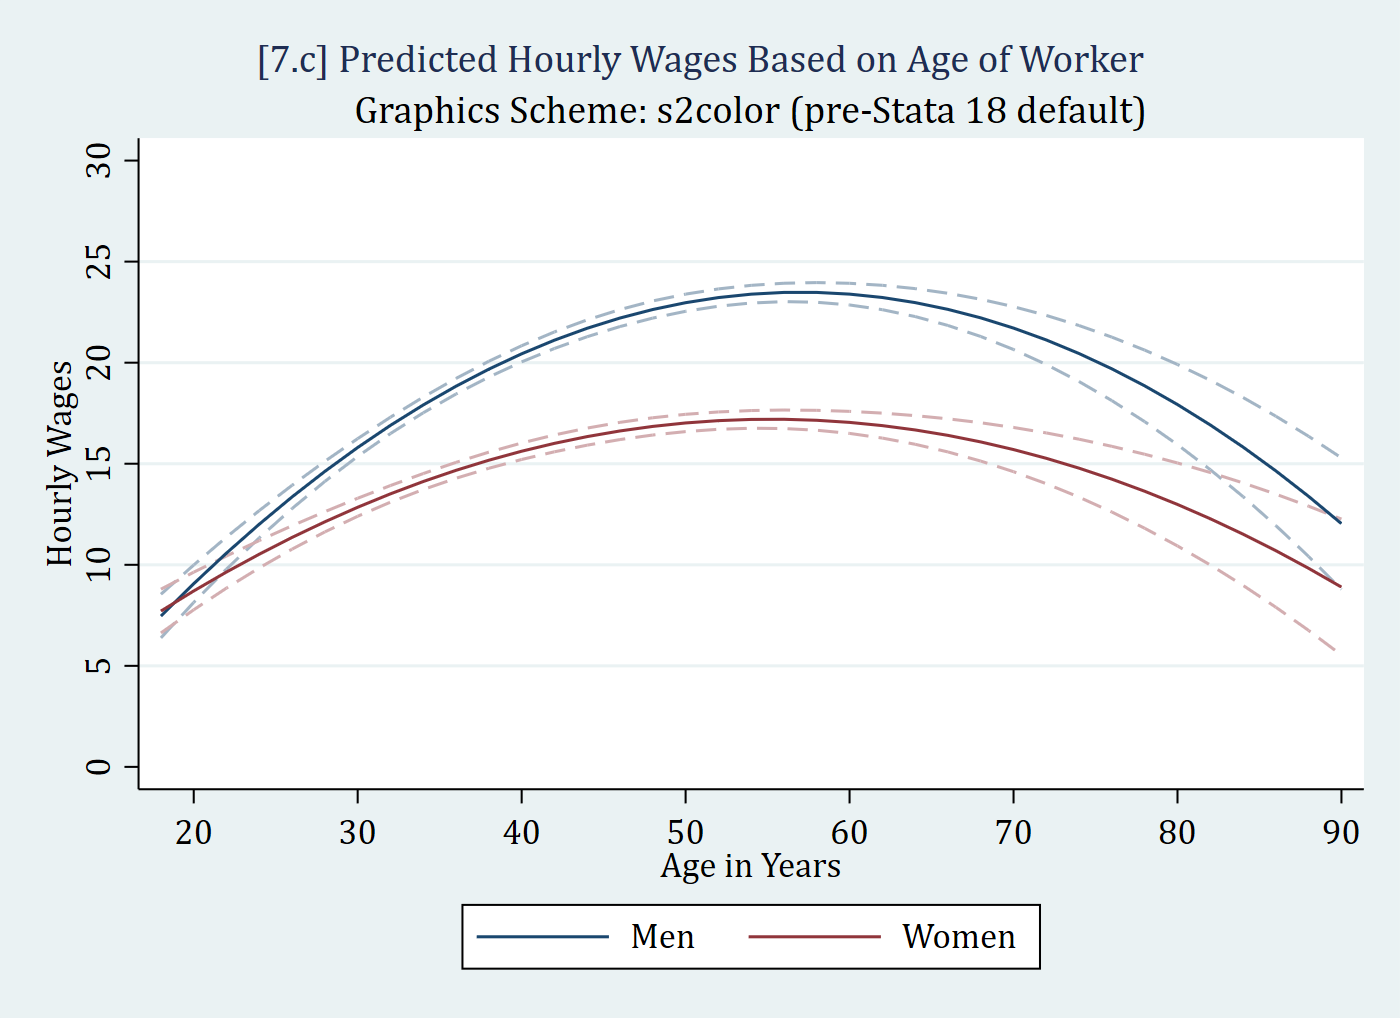 [7.c] Predicted Hourly Wages Based on Age of Worker
Graphics Scheme: s2color (pre-Stata 18 default)
Hourly Wages
30
25
20
15
10
5
0
20 30 40 50 60 70 80 90
Age in Years
Men Women